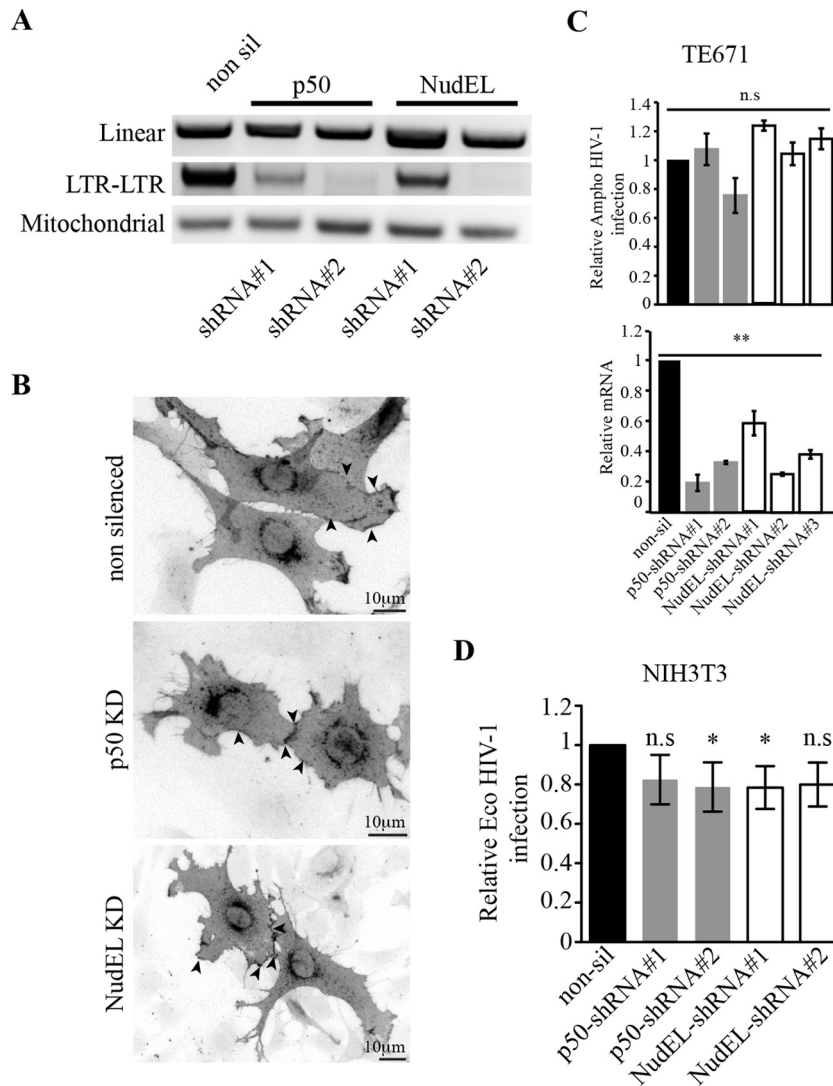 A
non sil
p50
NudEL
Linear
LTR-LTR
Mitochondrial
shRNA#1
shRNA#2
shRNA#1
shRNA#2
B
non silenced
10µm
p50 KD
10µm
NudEL KD
10µm
C
TE671
n.s
Relative Ampho HIV-1
infection
1.4
1.2
1
0.8
0.6
0.4
0.2
0
**
Relative mRNA
1.2
1
0.8
0.6
0.4
0.2
0
non-sil
p50-shRNA#1
p50-shRNA#2
NudEL-shRNA#1
NudEL-shRNA#2
NudEL-shRNA#3
D
NIH3T3
Relative Eco HIV-1
infection
1.2
1
0.8
0.6
0.4
0.2
0
n.s
*
*
n.s
non-sil
p50-shRNA#1
p50-shRNA#2
NudEL-shRNA#1
NudEL-shRNA#2